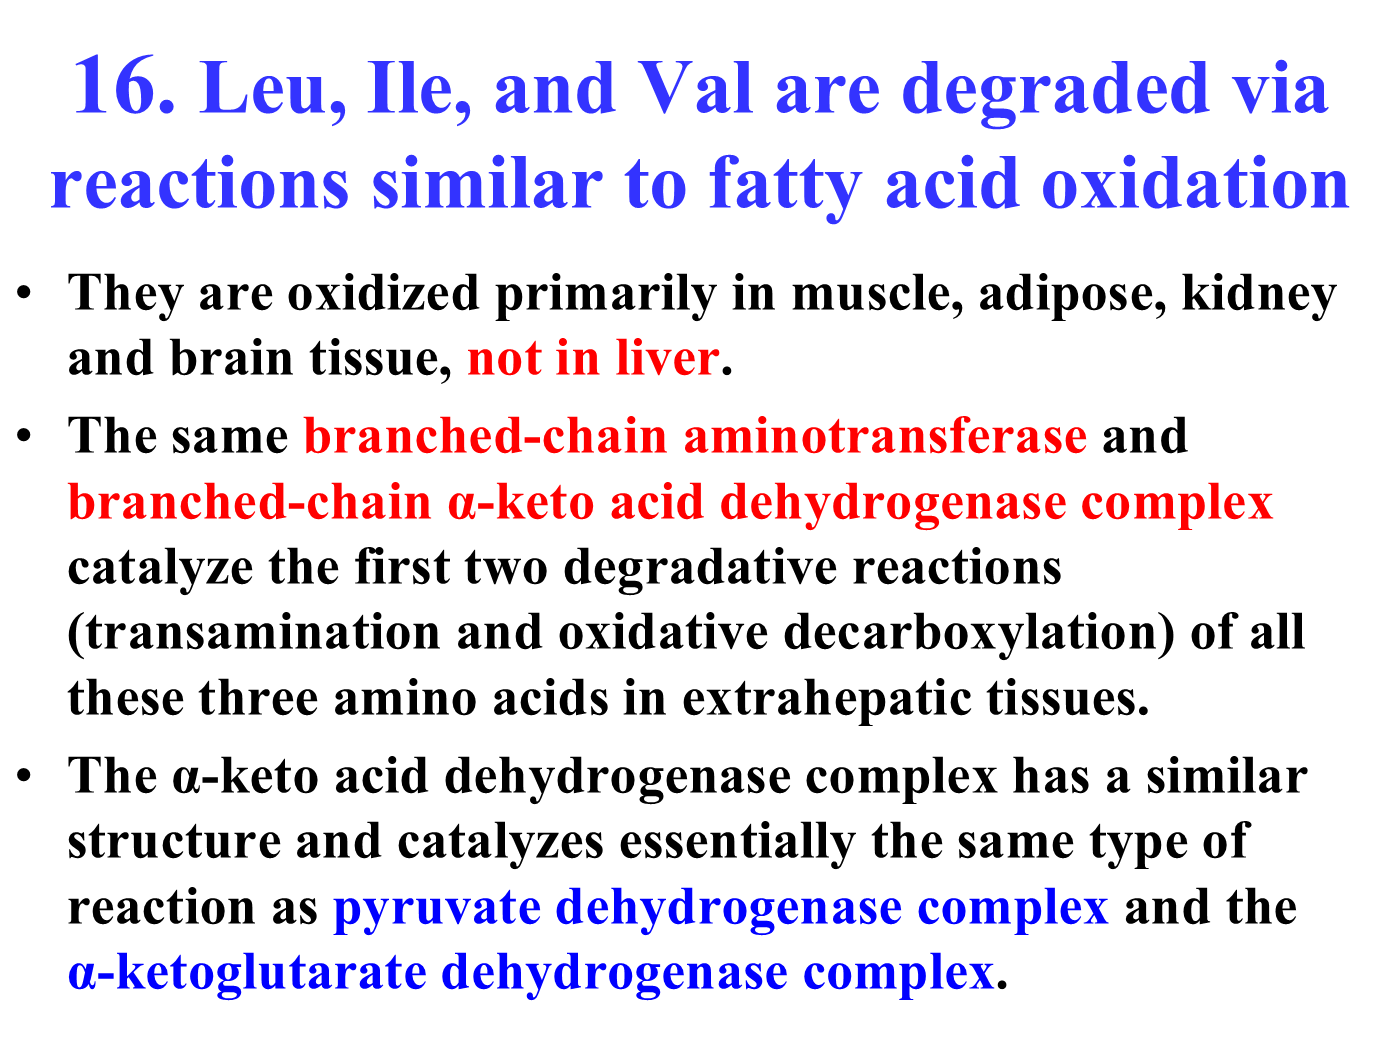 16. Leu, Ile, and Val are degraded via
reactions similar to fatty acid oxidation
• They are oxidized primarily in muscle, adipose, kidney
and brain tissue, not in liver.
• The same branched-chain aminotransferase and
branched-chain α-keto acid dehydrogenase complex
catalyze the first two degradative reactions
(transamination and oxidative decarboxylation) of all
these three amino acids in extrahepatic tissues.
• The α-keto acid dehydrogenase complex has a similar
structure and catalyzes essentially the same type of
reaction as pyruvate dehydrogenase complex and the
α-ketoglutarate dehydrogenase complex.